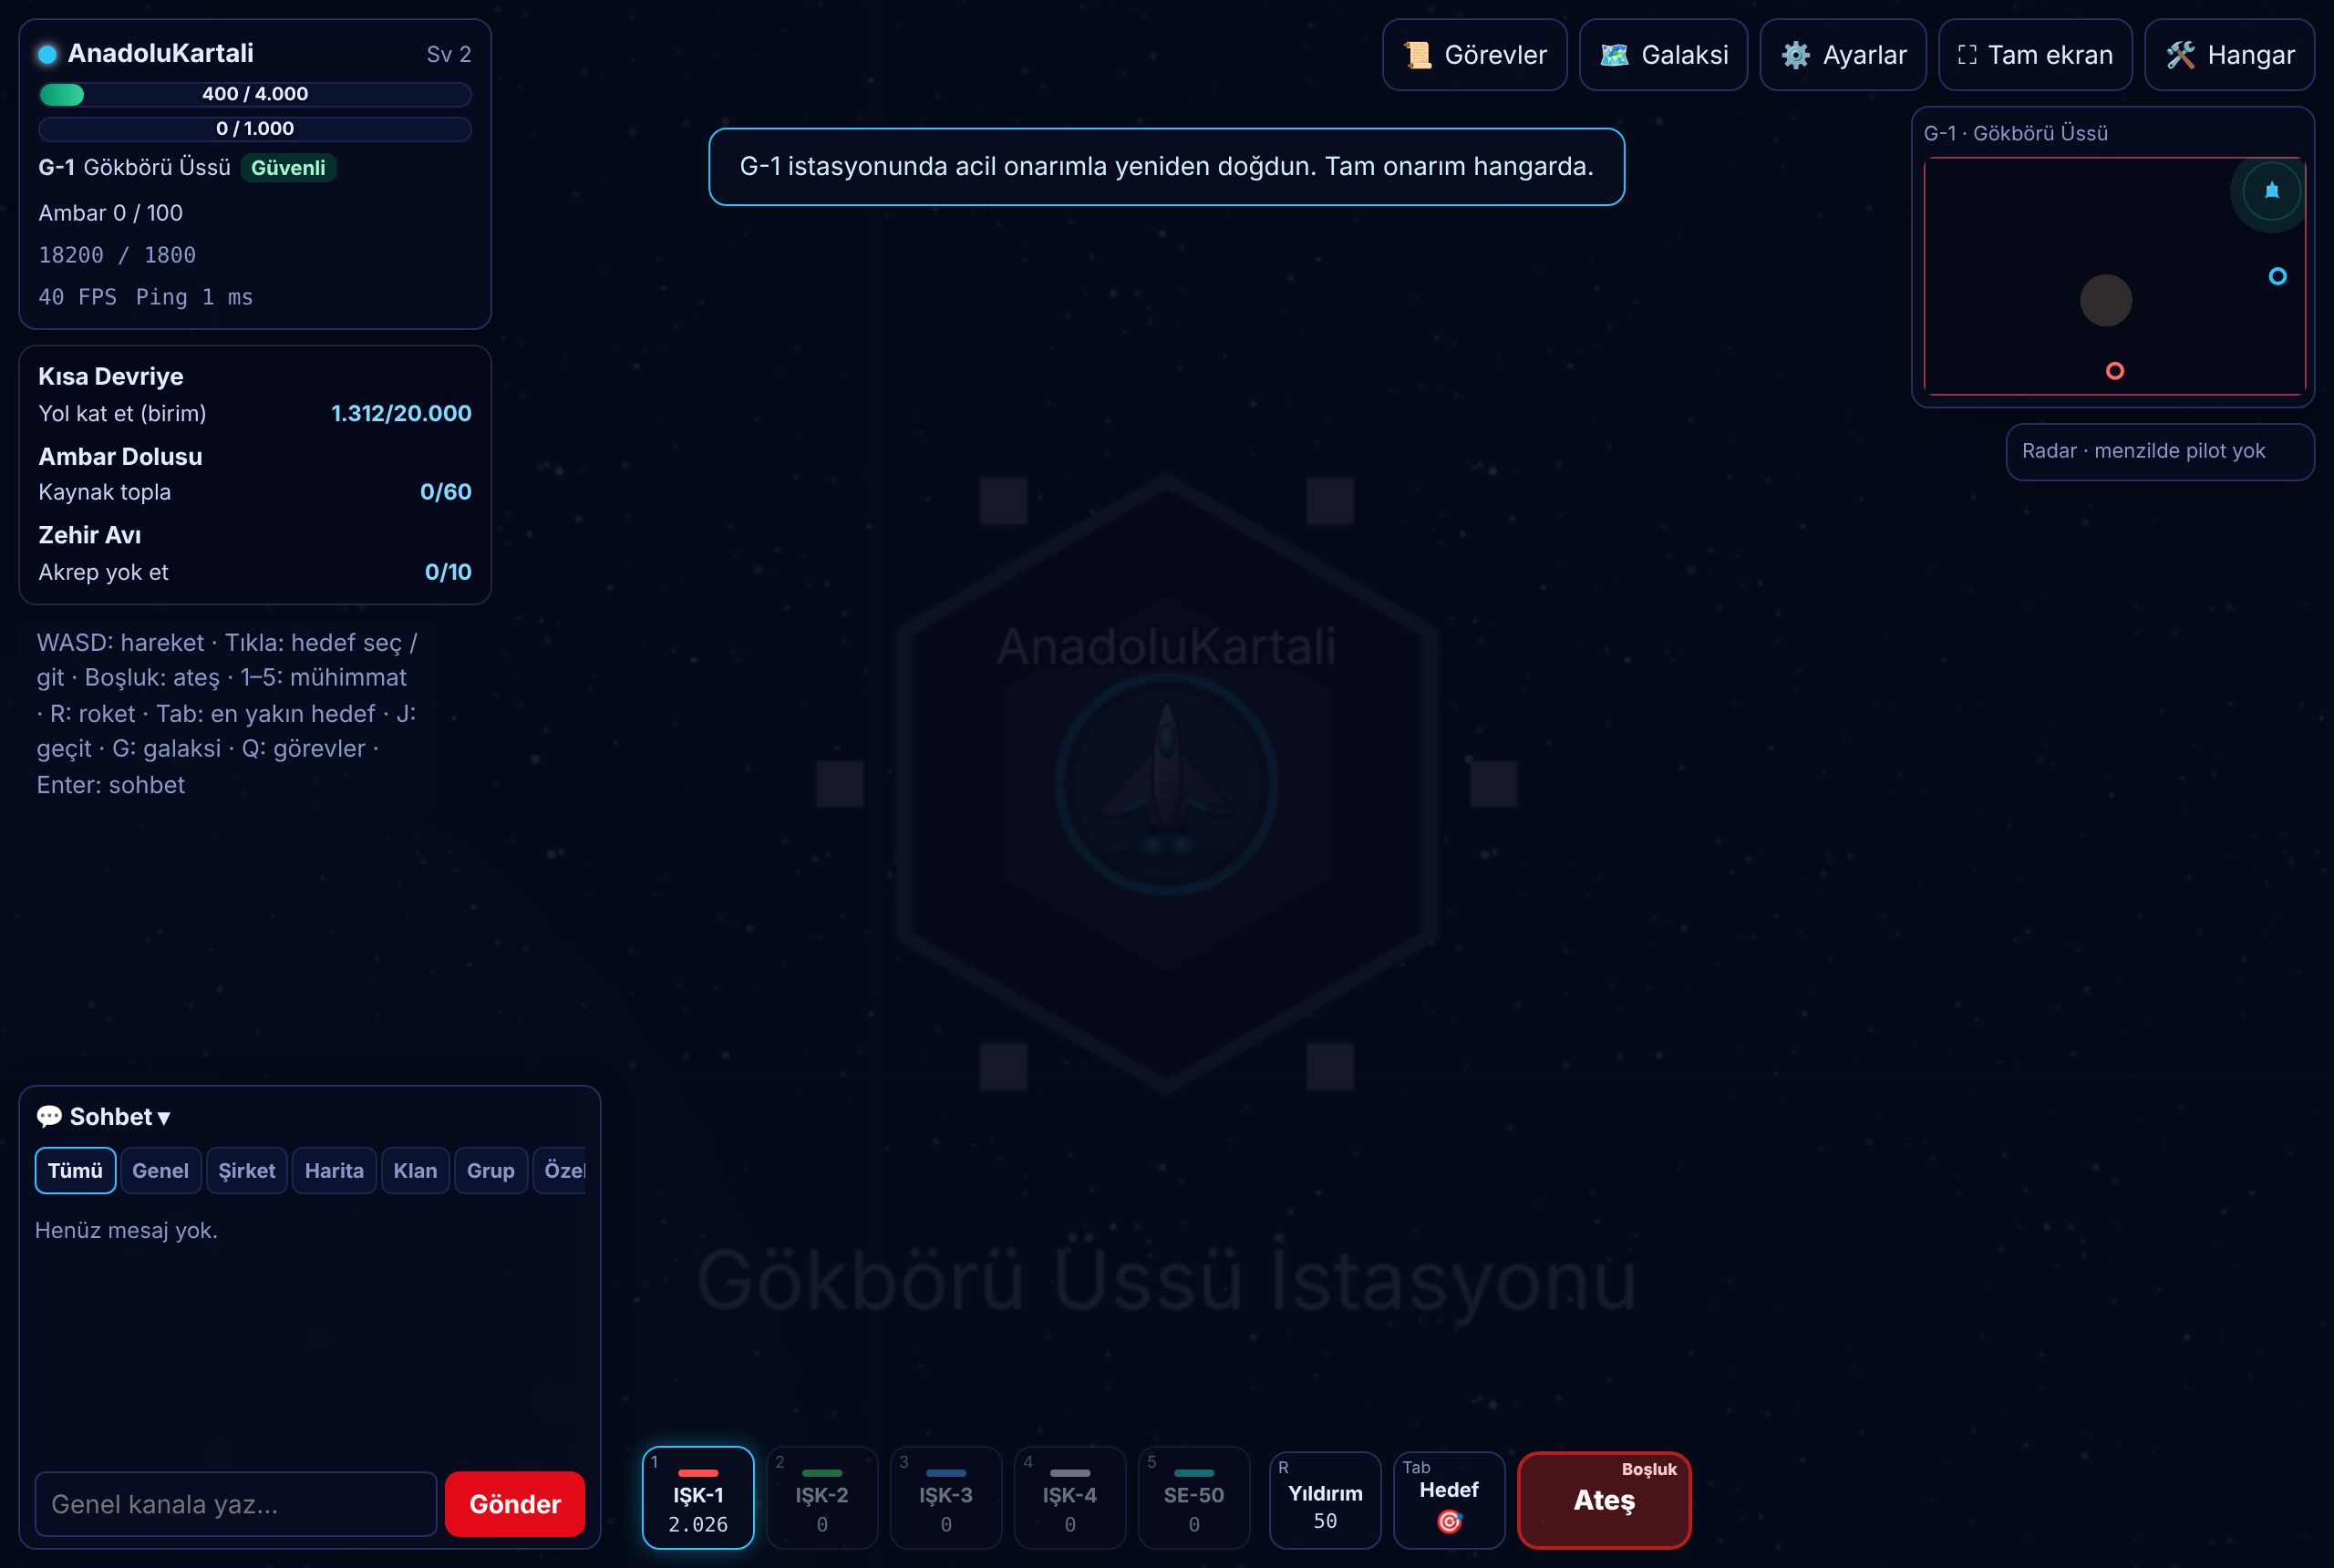 AnadoluKartali Sv 2
400 / 4.000
0 / 1.000
G-1 Gökbörü Üssü Güvenli
Ambar 0 / 100
18200 / 1800
40 FPS Ping 1 ms
Kısa Devriye
Yol kat et (birim) 1.312/20.000
Ambar Dolusu
Kaynak topla 0/60
Zehir Avı
Akrep yok et 0/10
WASD: hareket · Tıkla: hedef seç /
git · Boşluk: ateş · 1–5: mühimmat
· R: roket · Tab: en yakın hedef · J:
geçit · G: galaksi · Q: görevler ·
Enter: sohbet
Görevler Galaksi Ayarlar Tam ekran Hangar
G-1 istasyonunda acil onarımla yeniden doğdun. Tam onarım hangarda.
G-1 · Gökbörü Üssü
Radar · menzilde pilot yok
AnadoluKartali
Gökbörü Üssü İstasyonu
Sohbet ▾
Tümü Genel Şirket Harita Klan Grup Özel
Henüz mesaj yok.
Genel kanala yaz... Gönder
1 IŞK-1 2.026
2 IŞK-2 0
3 IŞK-3 0
4 IŞK-4 0
5 SE-50 0
R Yıldırım 50
Tab Hedef
Boşluk Ateş